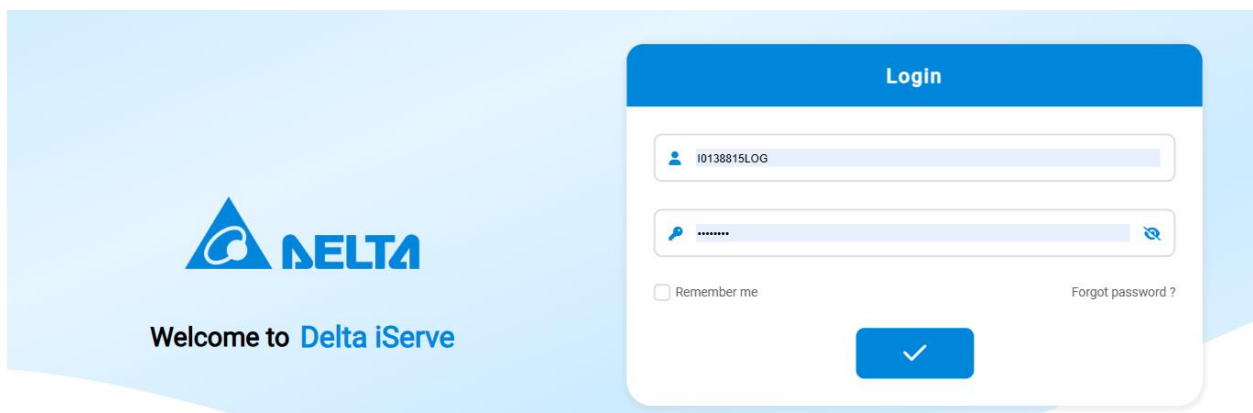 Login
I0138815LOG
DELTA
••••••••
Remember me
Forgot password ?
Welcome to Delta iServe